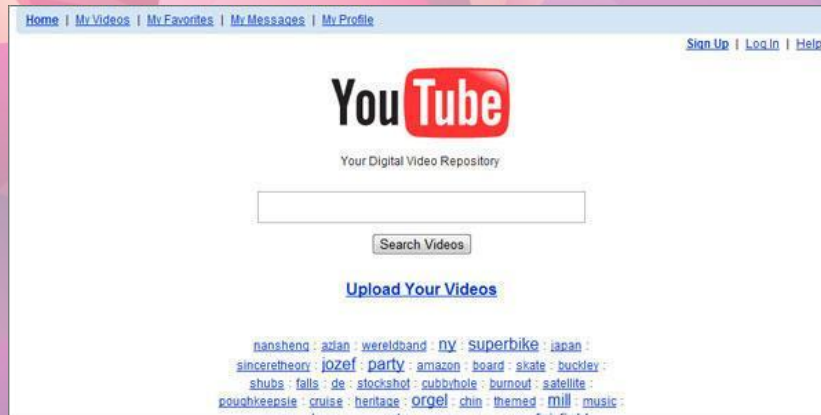 Home | My Videos | My Favorites | My Messages | My Profile
Sign Up | Log In | Help
YouTube
Your Digital Video Repository
Search Videos
Upload Your Videos
nansheng : azlan : wereldband : ny : superbike : japan :
sinceretheory : jozef : party : amazon : board : skate : buckley :
shubs : falls : de : stockshot : cubbyhole : burnout : satellite :
poughkeepsie : cruise : heritage : orgel : chin : themed : mill : music :